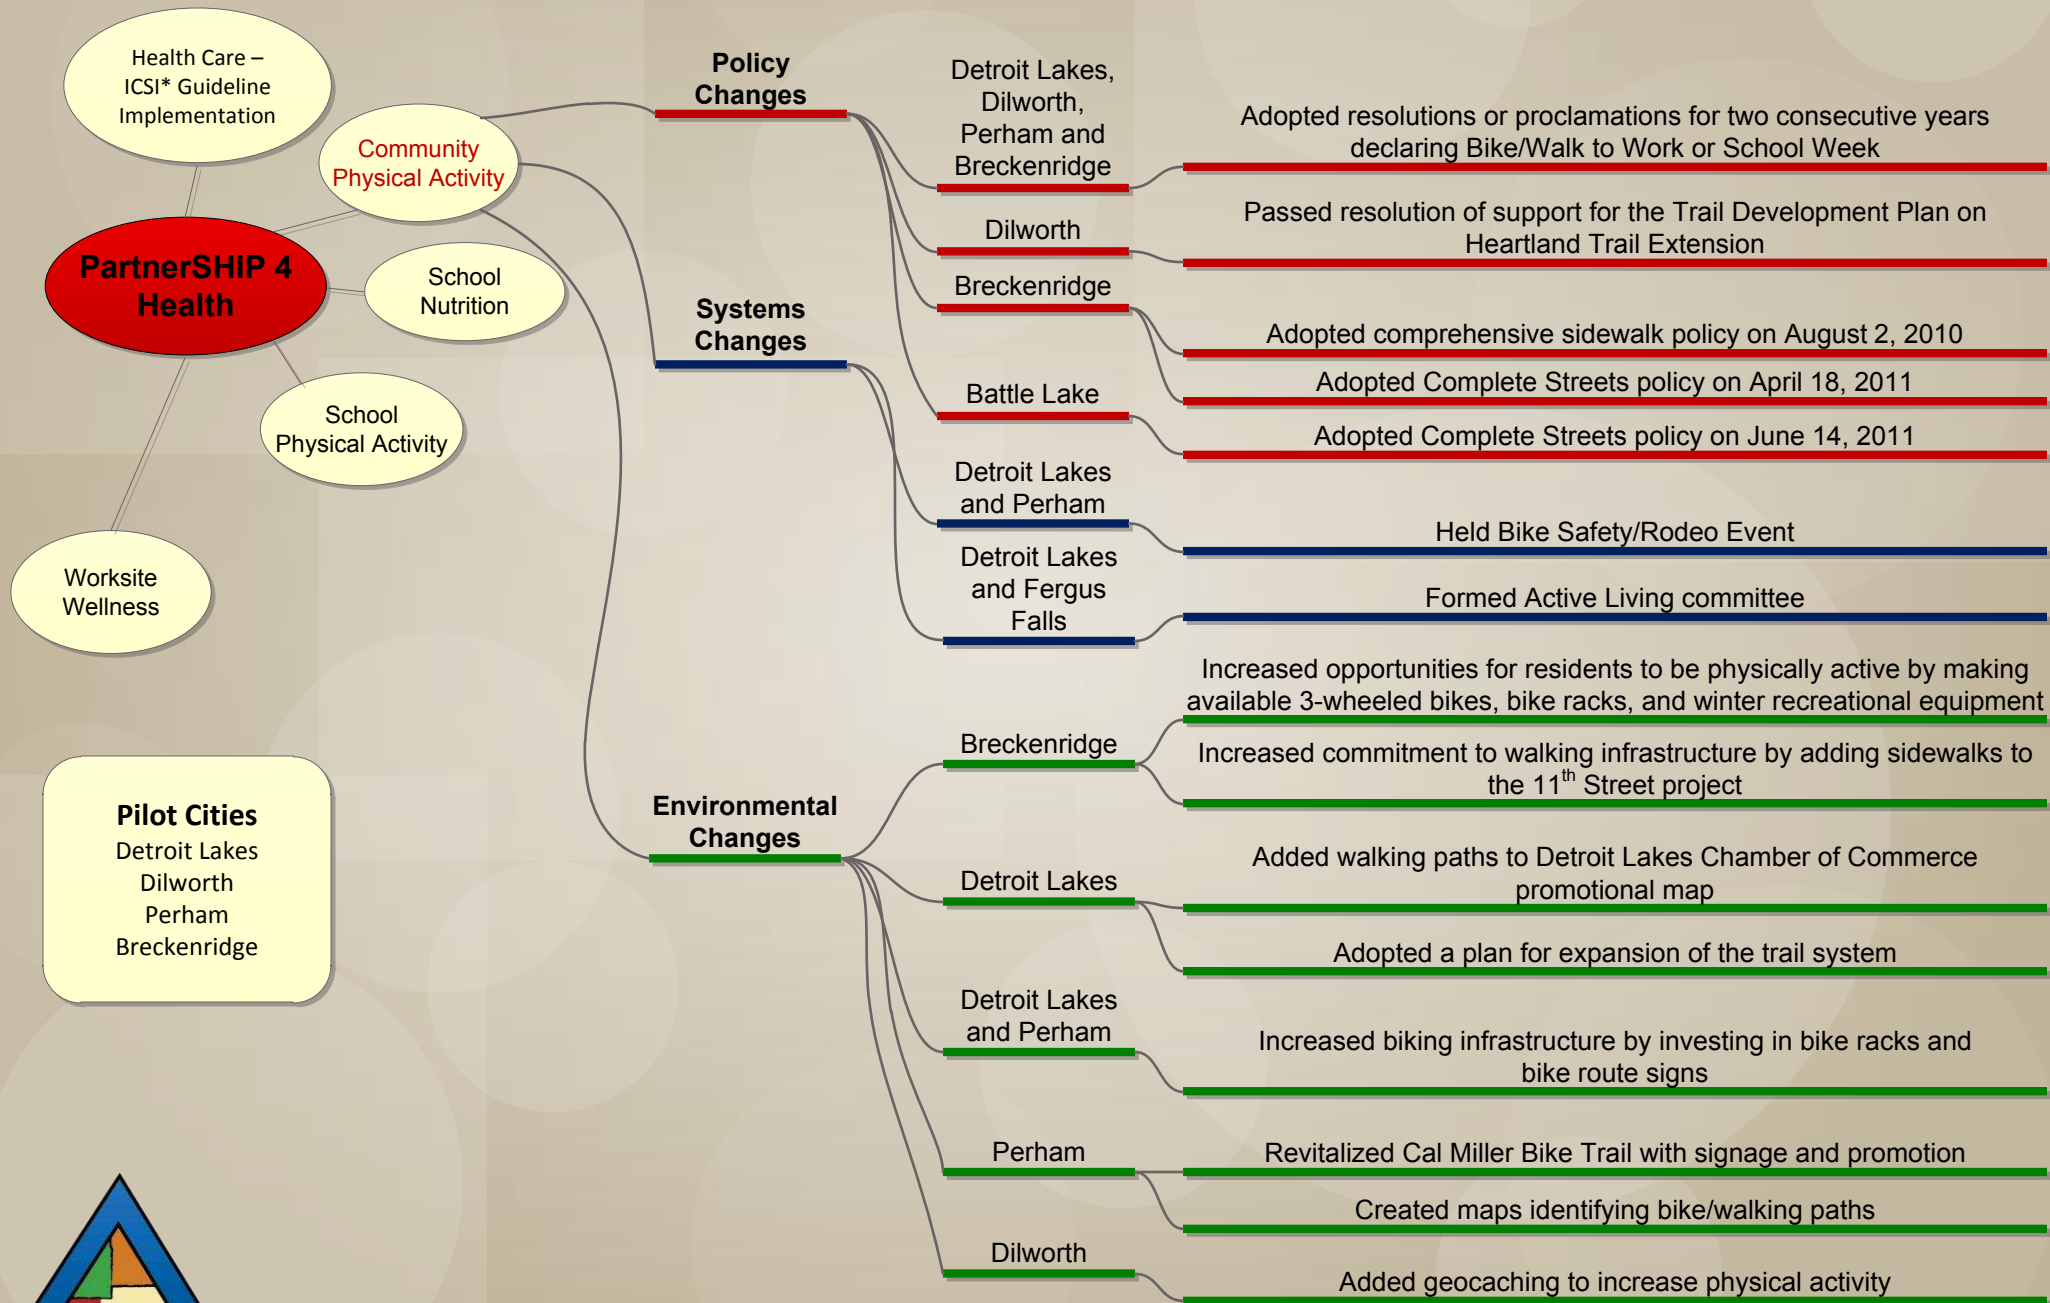 Health Care –
ICSI* Guideline
Implementation
Community
Physical Activity
PartnerSHIP 4
Health
School
Nutrition
School
Physical Activity
Worksite
Wellness
Pilot Cities
Detroit Lakes
Dilworth
Perham
Breckenridge
Policy
Changes
Detroit Lakes,
Dilworth,
Perham and
Breckenridge
Adopted resolutions or proclamations for two consecutive years
declaring Bike/Walk to Work or School Week
Dilworth
Passed resolution of support for the Trail Development Plan on
Heartland Trail Extension
Breckenridge
Adopted comprehensive sidewalk policy on August 2, 2010
Adopted Complete Streets policy on April 18, 2011
Battle Lake
Adopted Complete Streets policy on June 14, 2011
Systems
Changes
Detroit Lakes
and Perham
Held Bike Safety/Rodeo Event
Detroit Lakes
and Fergus
Falls
Formed Active Living committee
Environmental
Changes
Breckenridge
Increased opportunities for residents to be physically active by making
available 3-wheeled bikes, bike racks, and winter recreational equipment
Increased commitment to walking infrastructure by adding sidewalks to
the 11th Street project
Detroit Lakes
Added walking paths to Detroit Lakes Chamber of Commerce
promotional map
Adopted a plan for expansion of the trail system
Detroit Lakes
and Perham
Increased biking infrastructure by investing in bike racks and
bike route signs
Perham
Revitalized Cal Miller Bike Trail with signage and promotion
Created maps identifying bike/walking paths
Dilworth
Added geocaching to increase physical activity